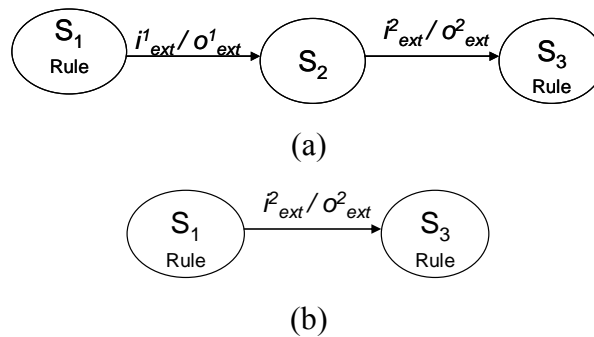 S₁
Rule
i¹ext / o¹ext
S₂
i²ext / o²ext
S₃
Rule
(a)
S₁
Rule
i²ext / o²ext
S₃
Rule
(b)